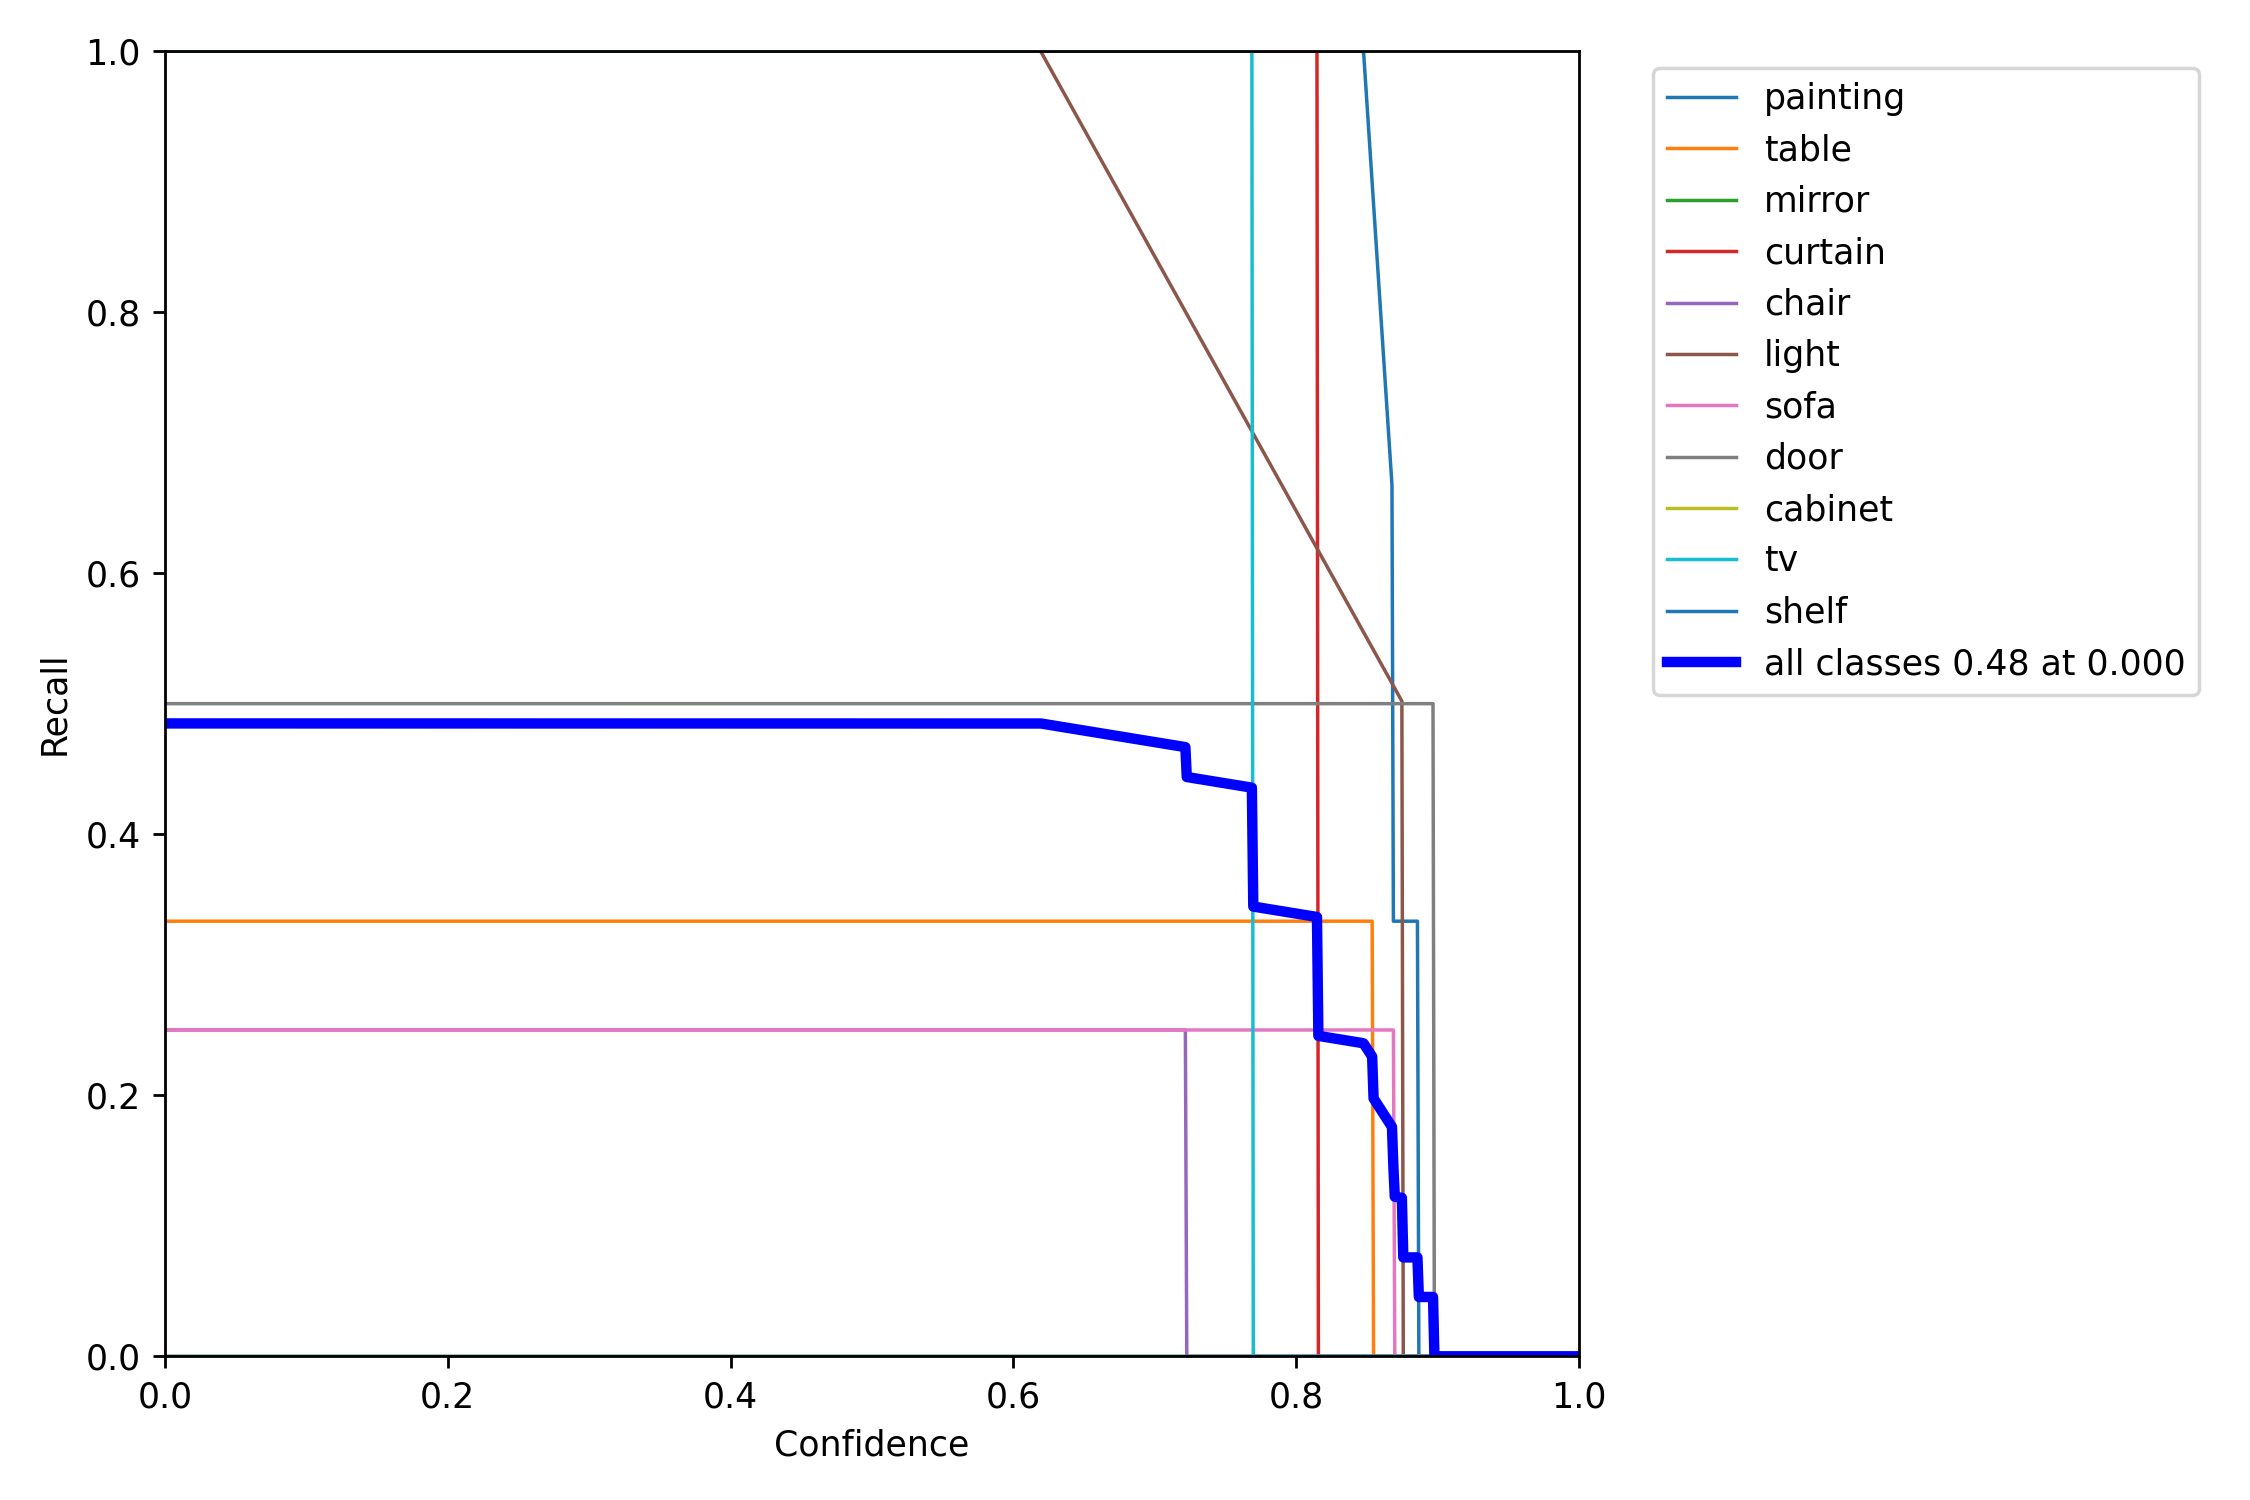 1.0
0.8
0.6
0.4
0.2
0.0
Recall
0.0 0.2 0.4 0.6 0.8 1.0
Confidence
painting
table
mirror
curtain
chair
light
sofa
door
cabinet
tv
shelf
all classes 0.48 at 0.000